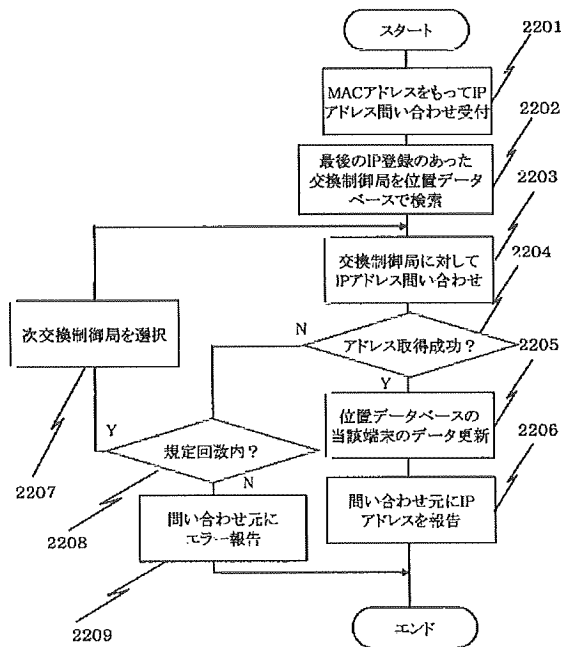 スタート
2201
MACアドレスをもってIP
アドレス問い合わせ受付
2202
最後のIP登録のあった
交換制御局を位置データ
ベースで検索
2203
交換制御局に対して
IPアドレス問い合わせ
2204
次交換制御局を選択
N
アドレス取得成功？
2205
Y
位置データベースの
当該端末のデータ更新
2206
Y
規定回数内？
2207
N
2208
問い合わせ元に
エラー報告
問い合わせ元にIP
アドレスを報告
2209
エンド